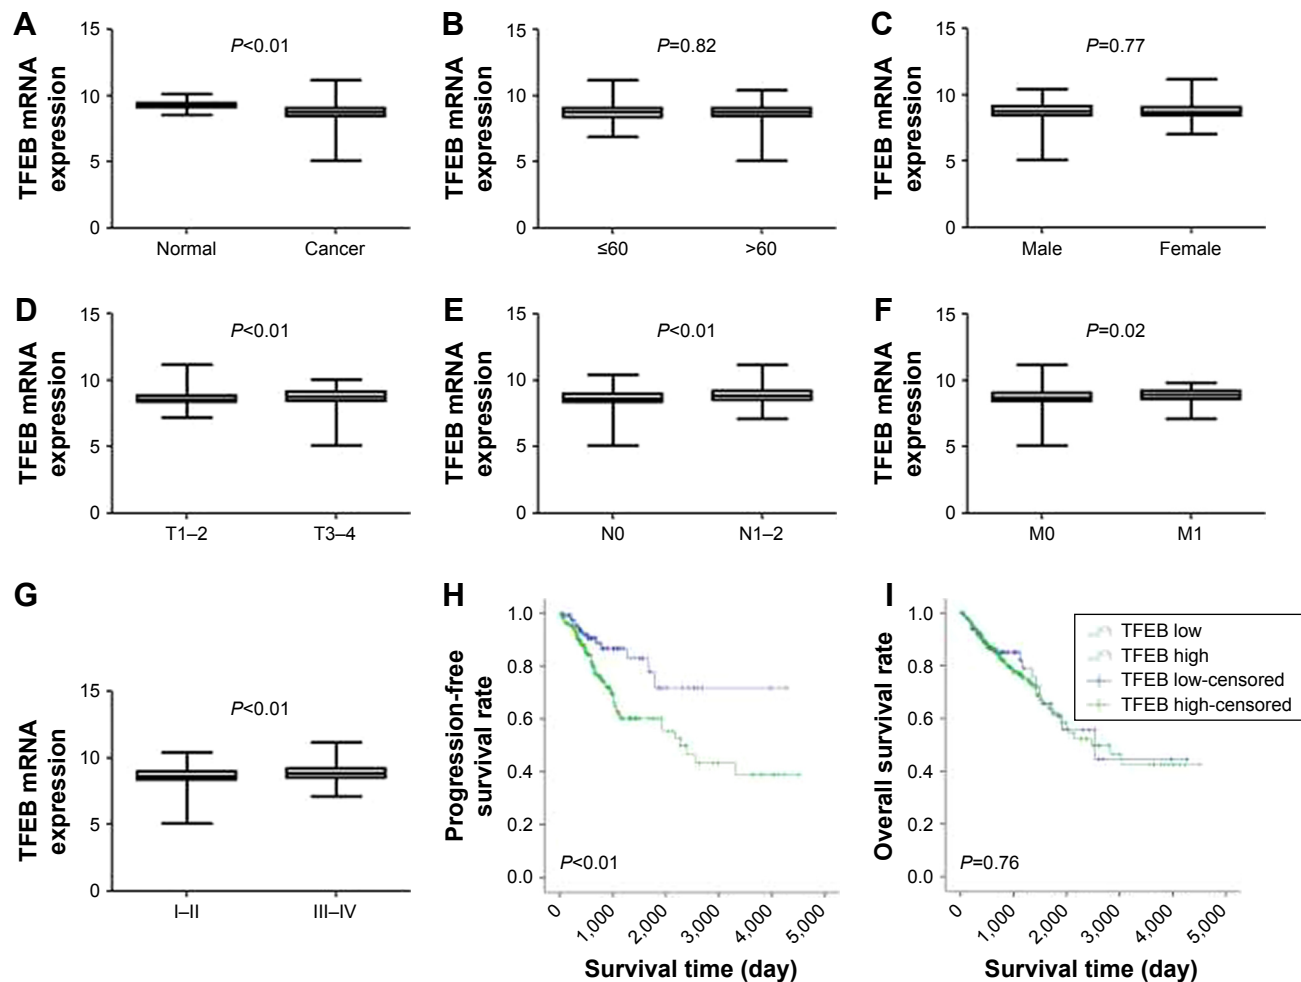 A
TFEB mRNA
expression
15
10
5
0
P<0.01
Normal
Cancer
B
TFEB mRNA
expression
15
10
5
0
P=0.82
≤60
>60
C
TFEB mRNA
expression
15
10
5
0
P=0.77
Male
Female
D
TFEB mRNA
expression
15
10
5
0
P<0.01
T1–2
T3–4
E
TFEB mRNA
expression
15
10
5
0
P<0.01
N0
N1–2
F
TFEB mRNA
expression
15
10
5
0
P=0.02
M0
M1
G
TFEB mRNA
expression
15
10
5
0
P<0.01
I–II
III–IV
H
Progression-free
survival rate
1.0
0.8
0.6
0.4
0.2
0.0
P<0.01
0
1,000
2,000
3,000
4,000
5,000
Survival time (day)
I
Overall survival rate
1.0
0.8
0.6
0.4
0.2
0.0
TFEB low
TFEB high
TFEB low-censored
TFEB high-censored
P=0.76
0
1,000
2,000
3,000
4,000
5,000
Survival time (day)